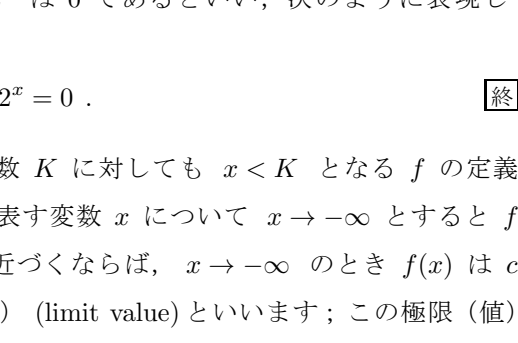 は 0 であるといい, 次のように表現し
2^x = 0 . 終
数 K に対しても x < K となる f の定義
表す変数 x について x → −∞ とすると f
近づくならば, x → −∞ のとき f(x) は c
） (limit value) といいます ; この極限（値）